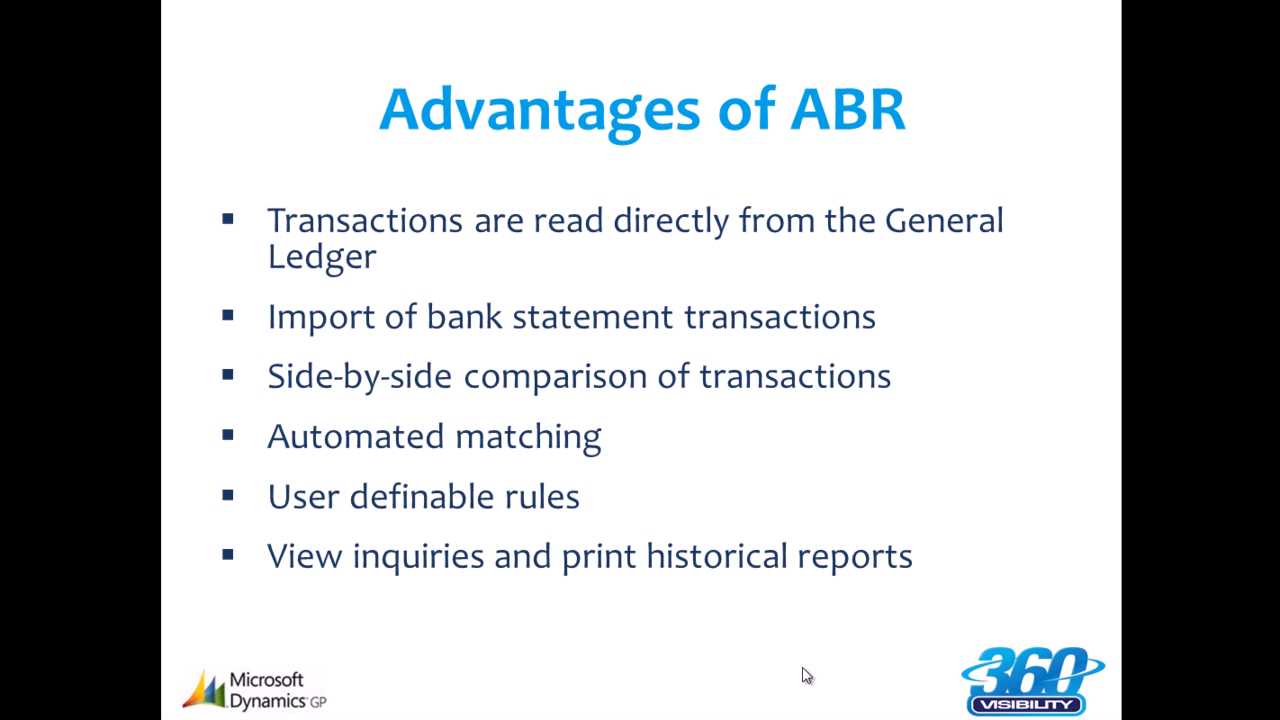 Advantages of ABR
Transactions are read directly from the General
Ledger
Import of bank statement transactions
Side-by-side comparison of transactions
Automated matching
User definable rules
View inquiries and print historical reports
Microsoft
Dynamics GP
360
VISIBILITY